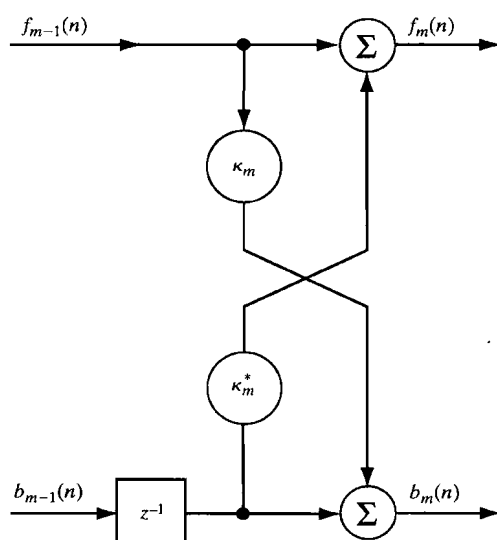 f_{m-1}(n)
f_m(n)
Σ
κ_m
κ_m^*
b_{m-1}(n)
z^{-1}
Σ
b_m(n)